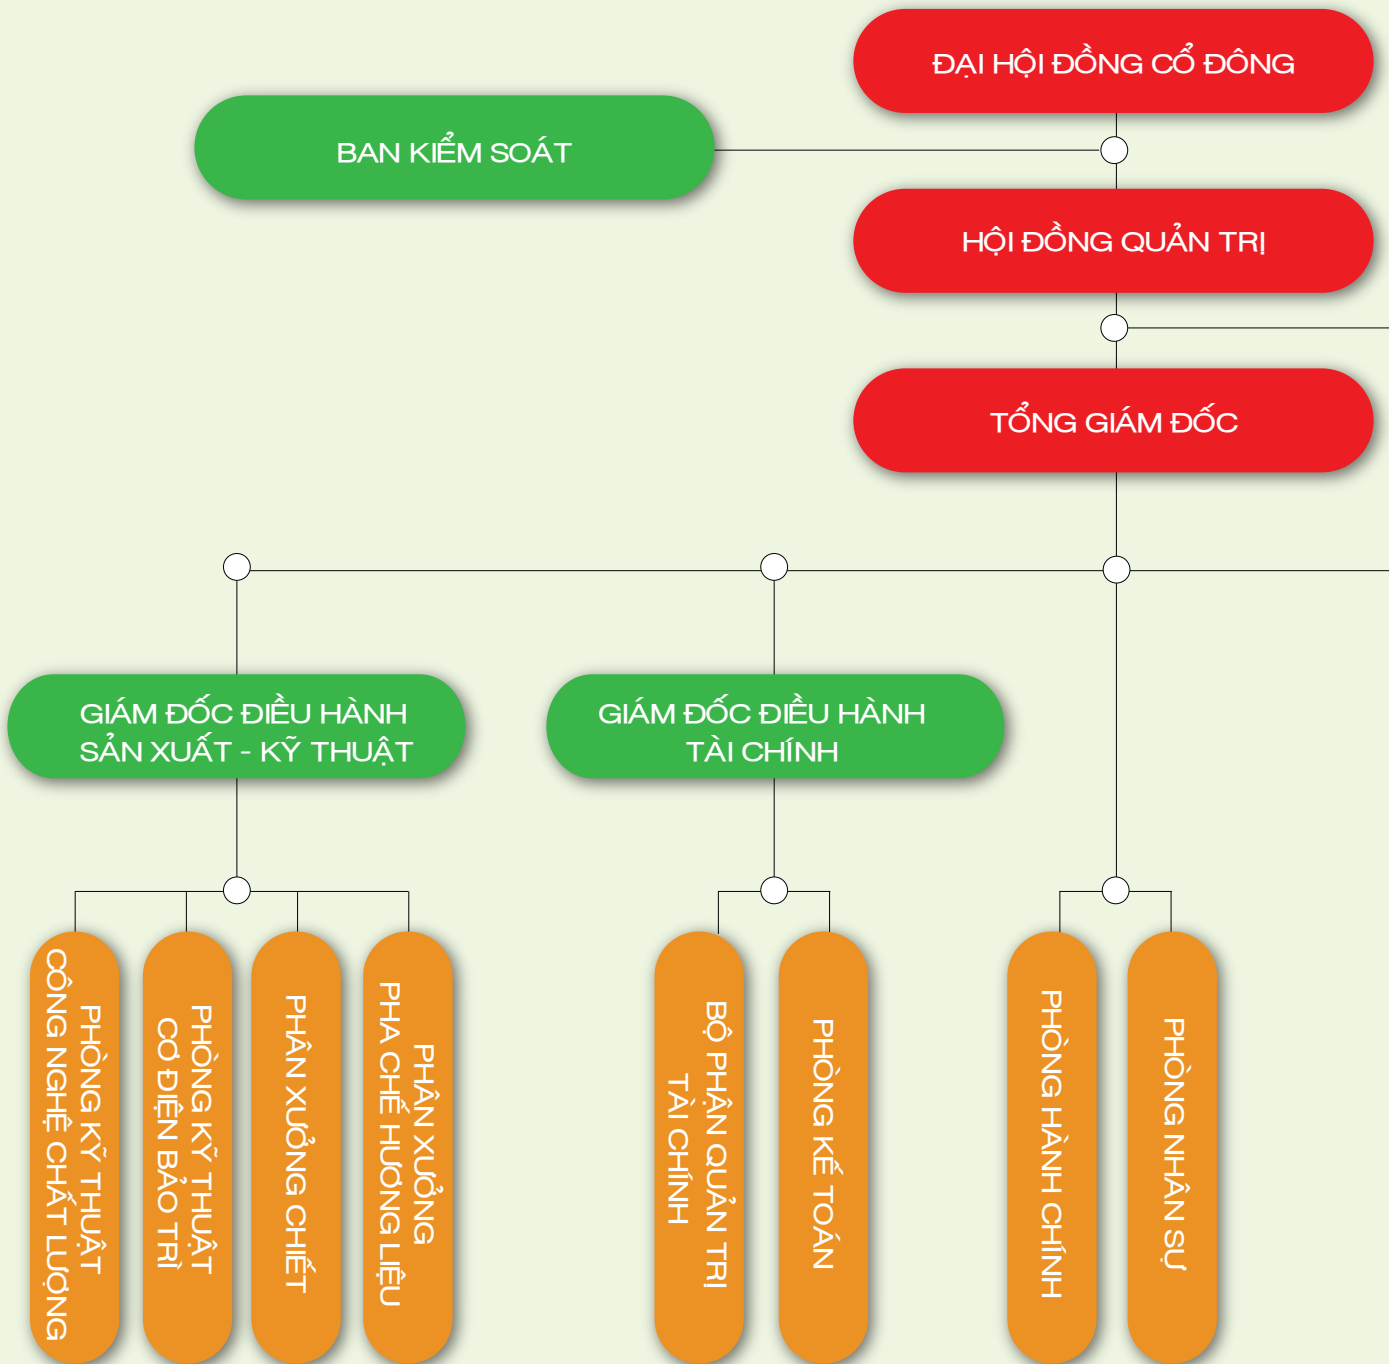 ĐẠI HỘI ĐỒNG CỔ ĐÔNG
BAN KIỂM SOÁT
HỘI ĐỒNG QUẢN TRỊ
TỔNG GIÁM ĐỐC
GIÁM ĐỐC ĐIỀU HÀNH
SẢN XUẤT - KỸ THUẬT
GIÁM ĐỐC ĐIỀU HÀNH
TÀI CHÍNH
PHÒNG KỸ THUẬT
CÔNG NGHỆ CHẤT LƯỢNG
PHÒNG KỸ THUẬT
CƠ ĐIỆN BẢO TRÌ
PHÂN XƯỞNG CHIẾT
PHÂN XƯỞNG
PHA CHẾ HƯƠNG LIỆU
BỘ PHẬN QUẢN TRỊ
TÀI CHÍNH
PHÒNG KẾ TOÁN
PHÒNG HÀNH CHÍNH
PHÒNG NHÂN SỰ